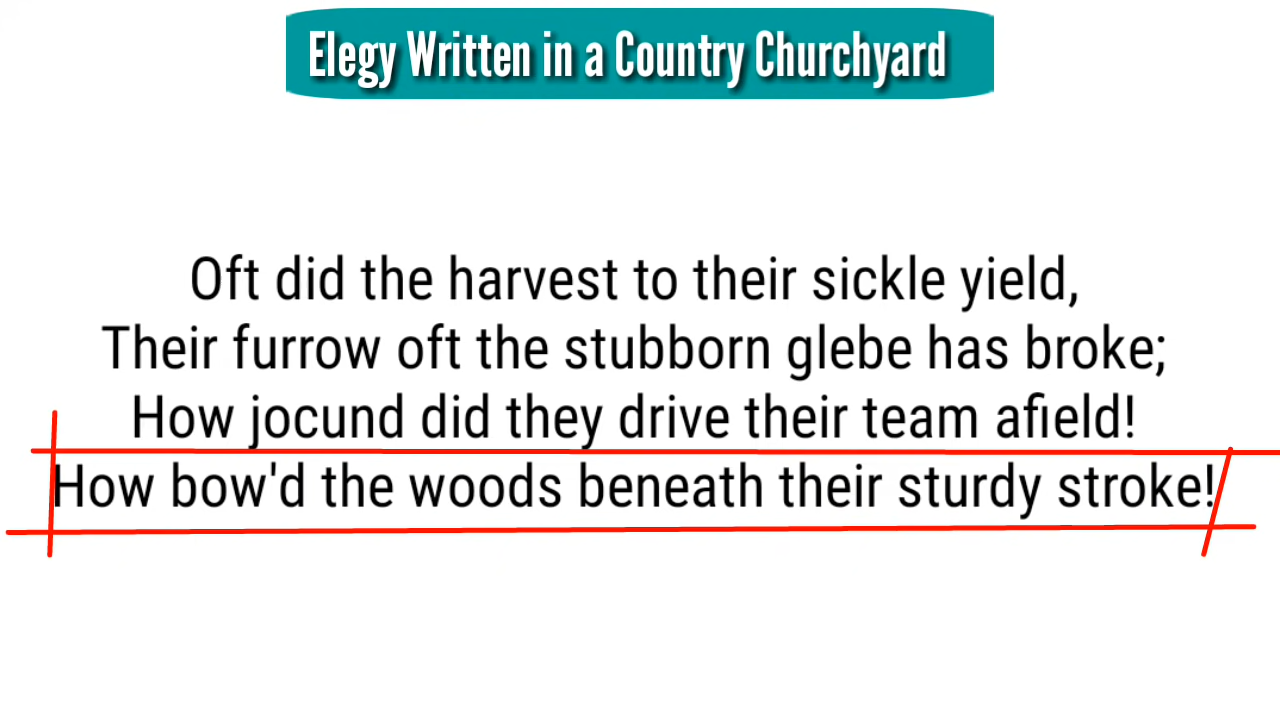 Elegy Written in a Country Churchyard
Oft did the harvest to their sickle yield,
Their furrow oft the stubborn glebe has broke;
How jocund did they drive their team afield!
How bow'd the woods beneath their sturdy stroke!